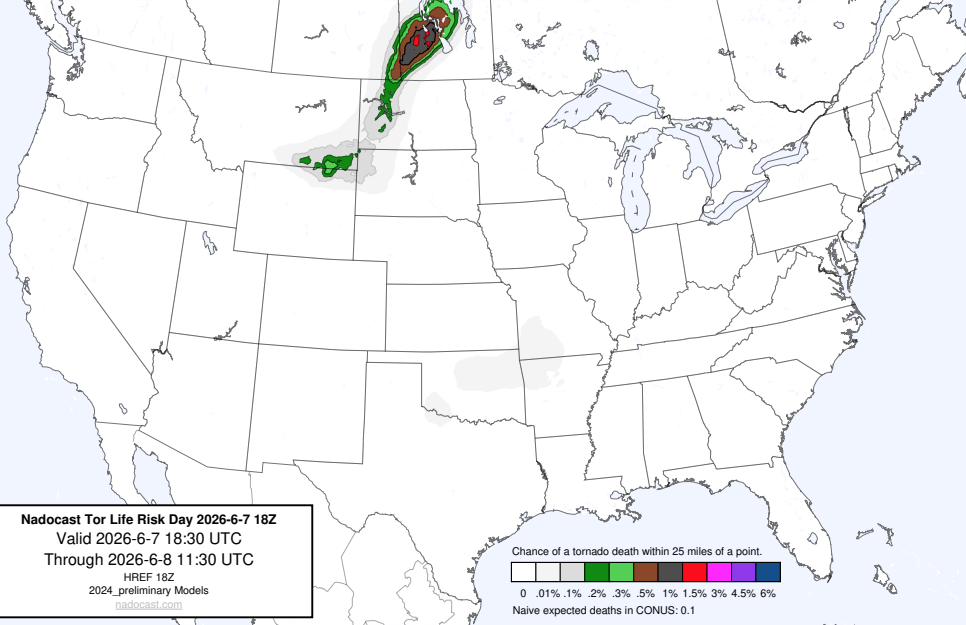 Nadocast Tor Life Risk Day 2026-6-7 18Z
Valid 2026-6-7 18:30 UTC
Through 2026-6-8 11:30 UTC
HREF 18Z
2024_preliminary Models
nadocast.com
Chance of a tornado death within 25 miles of a point.
0 .01% .1% .2% .3% .5% 1% 1.5% 3% 4.5% 6%
Naive expected deaths in CONUS: 0.1